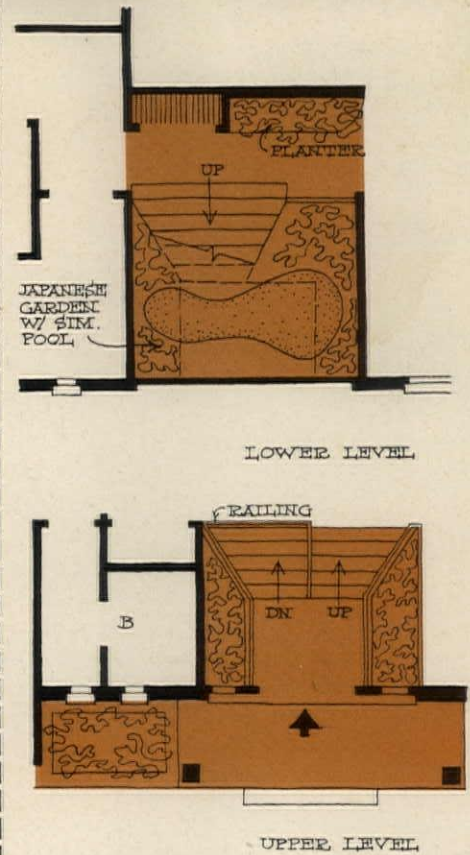 PLANTER
UP
JAPANESE
GARDEN
W/ SIM.
POOL
LOWER LEVEL
RAILING
DN UP
B
UPPER LEVEL